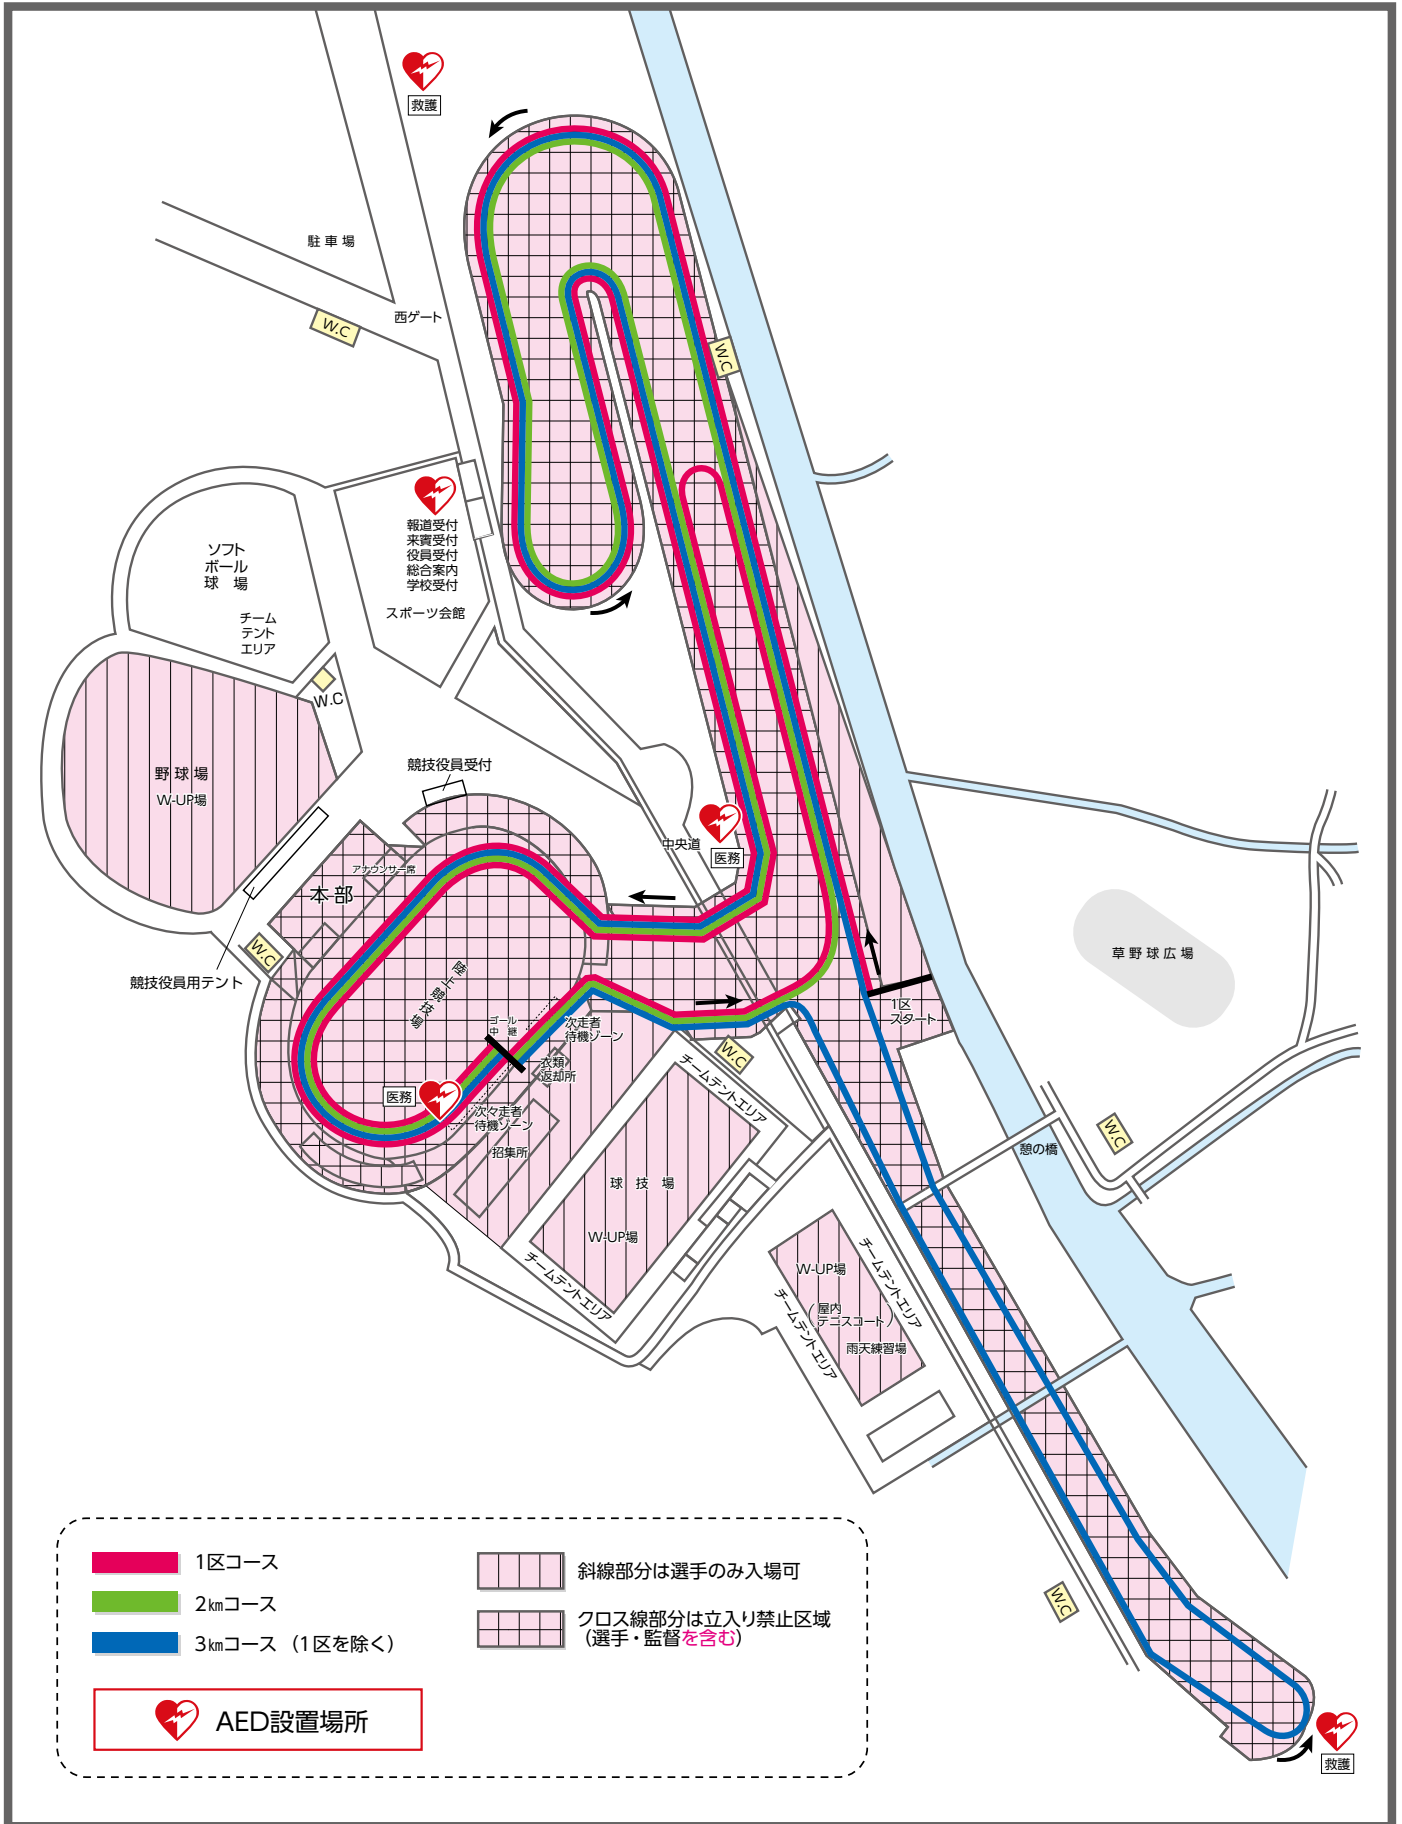 救護
駐車場
西ゲート
W.C
W.C
報道受付
来賓受付
役員受付
総合案内
学校受付
スポーツ会館
ソフト
ボール
球　場
チーム
テント
エリア
W.C
野球場
W-UP場
競技役員受付
中央道
医務
アナウンサー席
本部
W.C
競技役員用テント
陸上競技場
ゴール
中　継
次走者
待機ゾーン
衣類
返却所
医務
次々走者
待機ゾーン
招集所
W.C
チームテントエリア
球　技　場
W-UP場
チームテントエリア
1区
スタート
草野球広場
W.C
憩の橋
W-UP場
（屋内
テニスコート）
雨天練習場
チームテントエリア
チームテントエリア
W.C
救護
1区コース
2㎞コース
3㎞コース （1区を除く）
AED設置場所
斜線部分は選手のみ入場可
クロス線部分は立入り禁止区域
（選手・監督を含む）